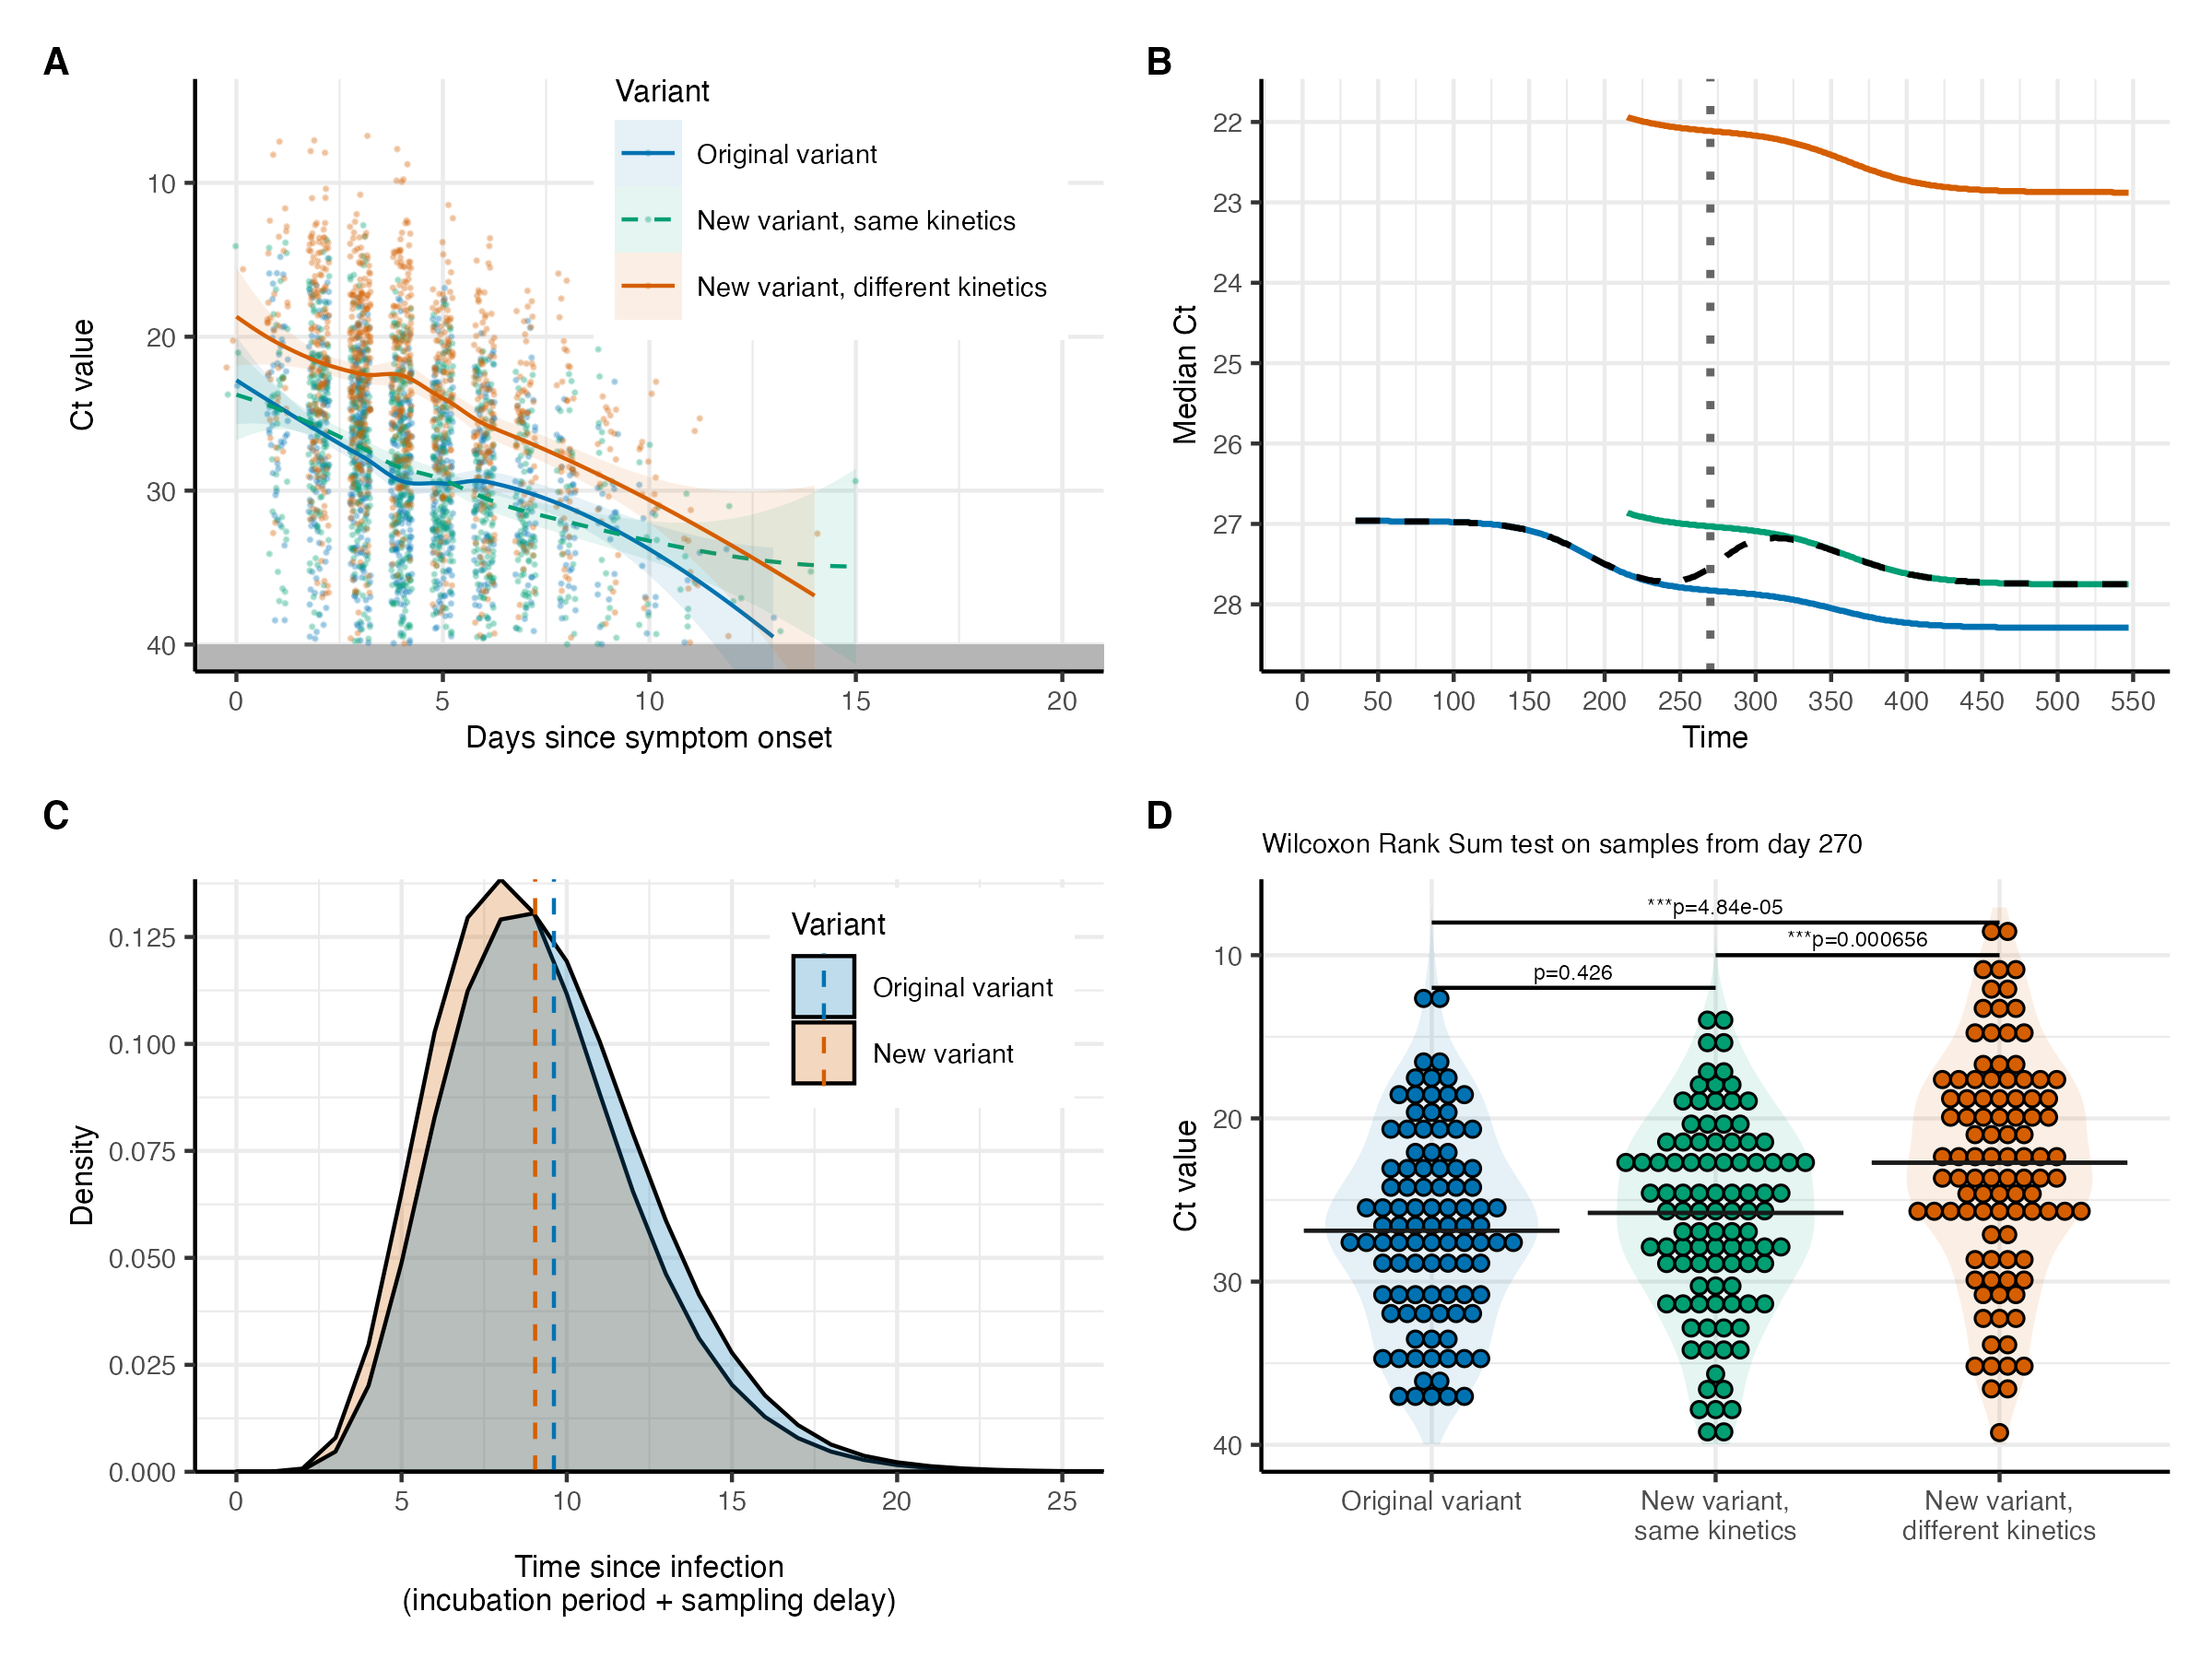 A
Variant
Original variant
New variant, same kinetics
New variant, different kinetics
Ct value
10
20
30
40
0
5
10
15
20
Days since symptom onset
B
Median Ct
22
23
24
25
26
27
28
0
50
100
150
200
250
300
350
400
450
500
550
Time
C
Variant
Original variant
New variant
Density
0.125
0.100
0.075
0.050
0.025
0.000
0
5
10
15
20
25
Time since infection
(incubation period + sampling delay)
D
Wilcoxon Rank Sum test on samples from day 270
***p=4.84e-05
***p=0.000656
p=0.426
Ct value
10
20
30
40
Original variant
New variant,
same kinetics
New variant,
different kinetics